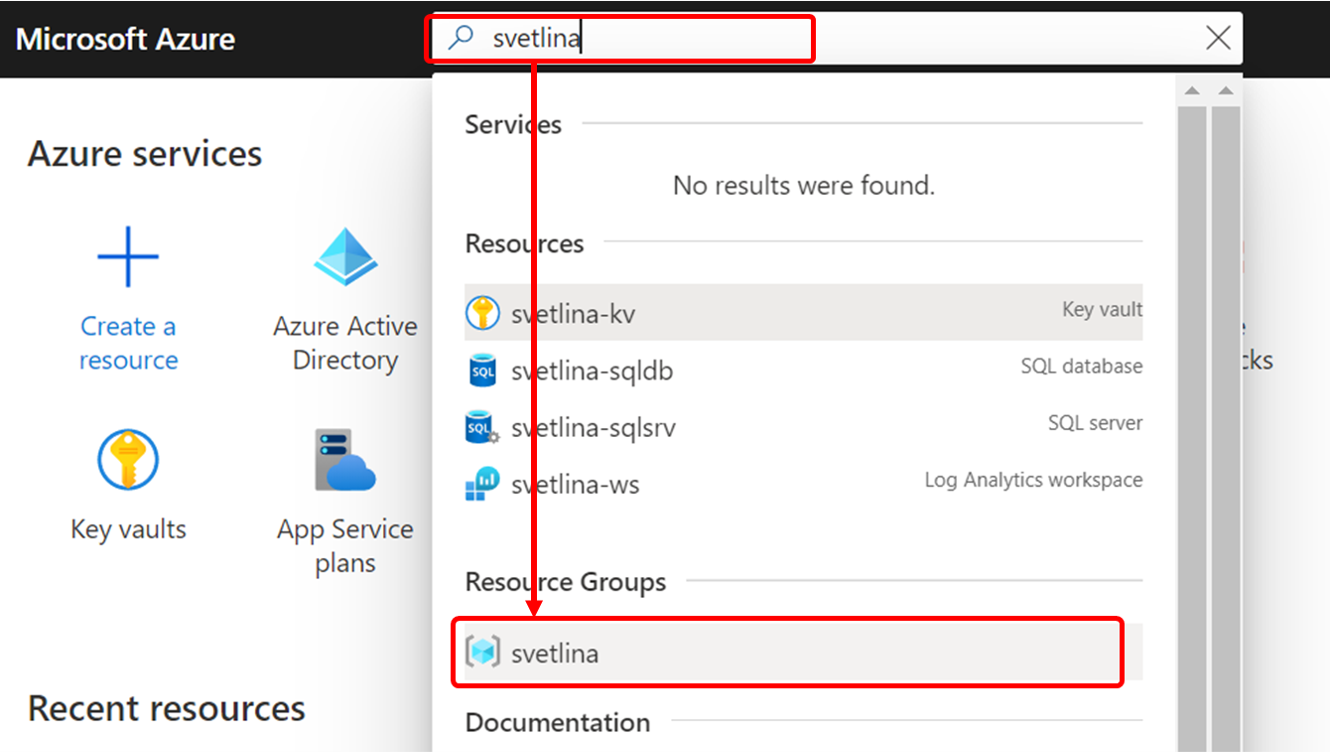 Microsoft Azure
svetlina
Azure services
Create a
resource
Azure Active
Directory
Key vaults
App Service
plans
Recent resources
Services
No results were found.
Resources
svetlina-kv Key vault
svetlina-sqldb SQL database
SQL
svetlina-sqlsrv SQL server
SQL
svetlina-ws Log Analytics workspace
Resource Groups
svetlina
Documentation